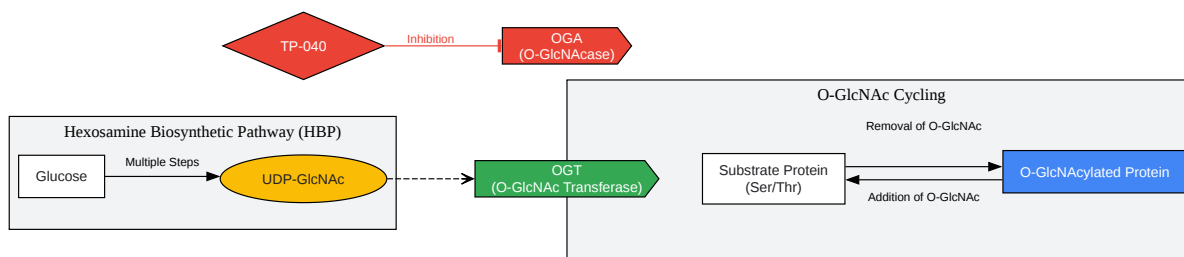 TP-040
Inhibition
OGA
(O-GlcNAcase)
O-GlcNAc Cycling
Hexosamine Biosynthetic Pathway (HBP)
Removal of O-GlcNAc
Glucose
Multiple Steps
UDP-GlcNAc
OGT
(O-GlcNAc Transferase)
Substrate Protein
(Ser/Thr)
O-GlcNAcylated Protein
Addition of O-GlcNAc